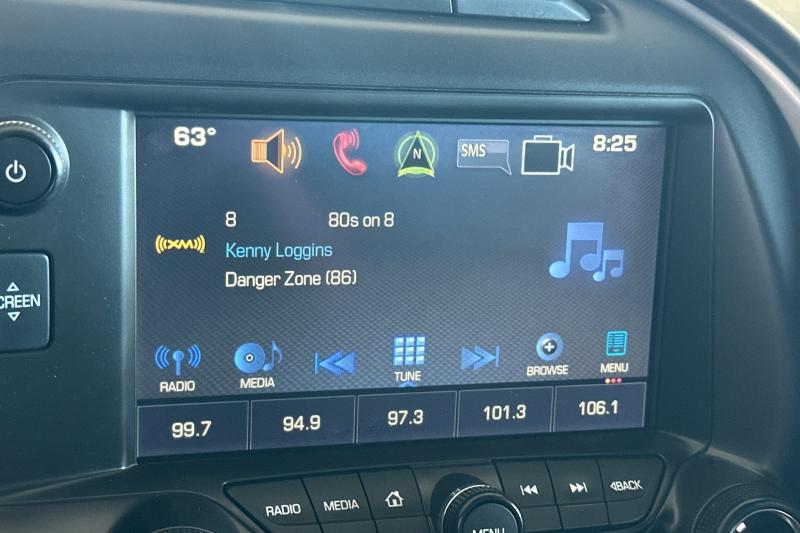 63° SMS 8:25
8 80s on 8
XM
Kenny Loggins
Danger Zone (86)
RADIO MEDIA TUNE BROWSE MENU
99.7 94.9 97.3 101.3 106.1
N
CREEN
RADIO MEDIA BACK
MENU